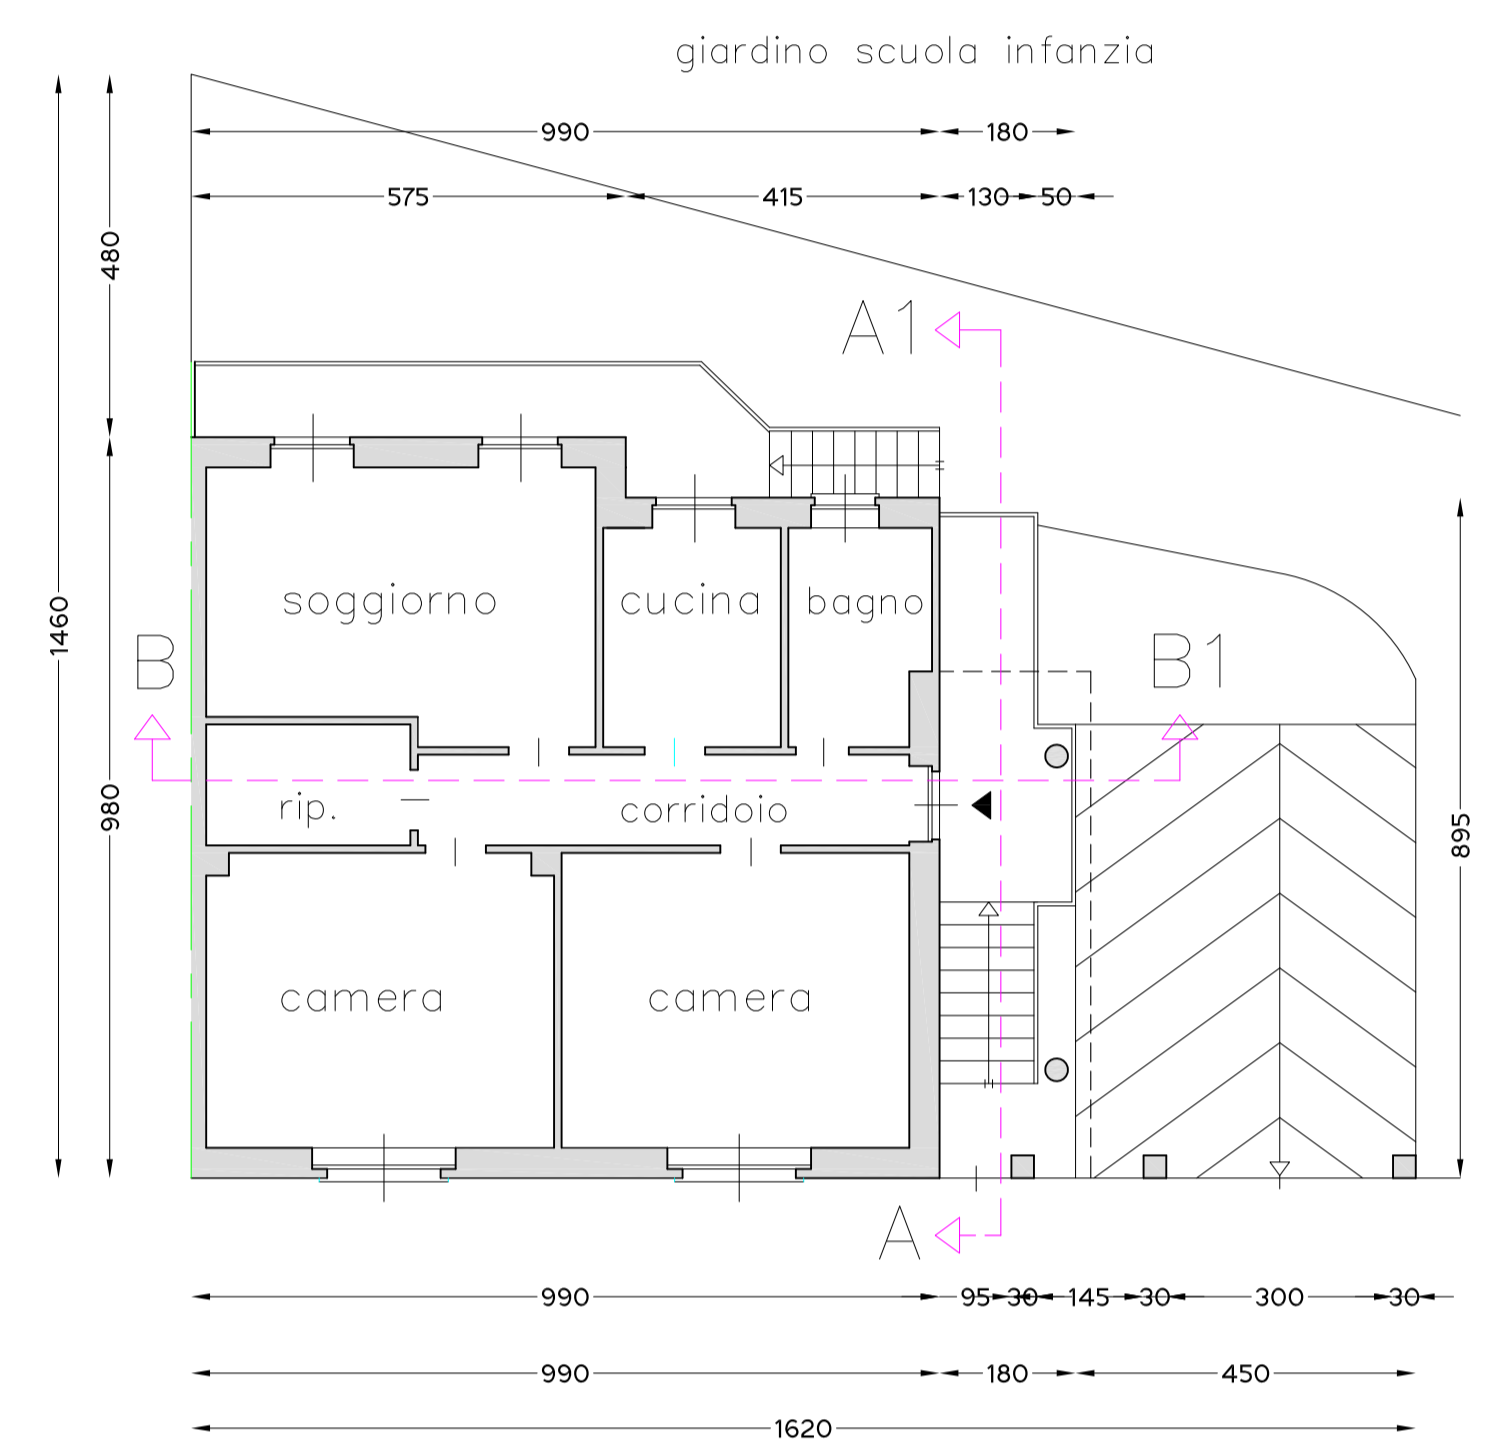 giardino scuola infanzia
990 180
575 415 130 50
480
A1
1460
soggiorno cucina bagno
B B1
980
rip. corridoio
895
camera camera
A
990 95 30 145 30 300 30
990 180 450
1620